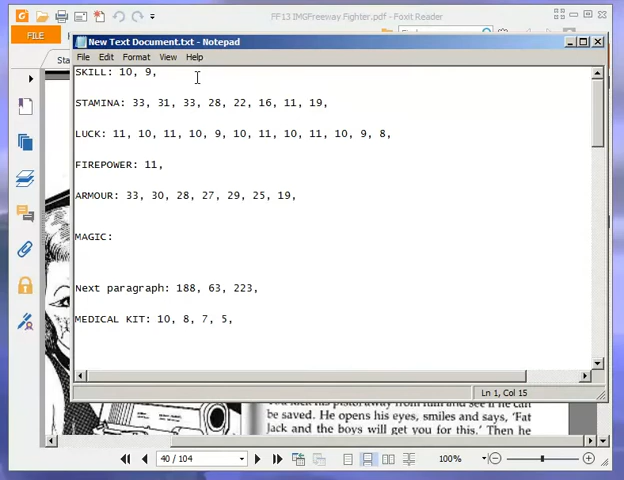 FF13 IMGFreeway Fighter.pdf - Foxit Reader
FILE
Sta
New Text Document.txt - Notepad
File Edit Format View Help
SKILL: 10, 9,
STAMINA: 33, 31, 33, 28, 22, 16, 11, 19,
LUCK: 11, 10, 11, 10, 9, 10, 11, 10, 11, 10, 9, 8,
FIREPOWER: 11,
ARMOUR: 33, 30, 28, 27, 29, 25, 19,
MAGIC:
Next paragraph: 188, 63, 223,
MEDICAL KIT: 10, 8, 7, 5,
Ln 1, Col 15
be saved. He opens his eyes, smiles and says, 'Fat
Jack and the boys will get you for this.' Then he
40 / 104
100%